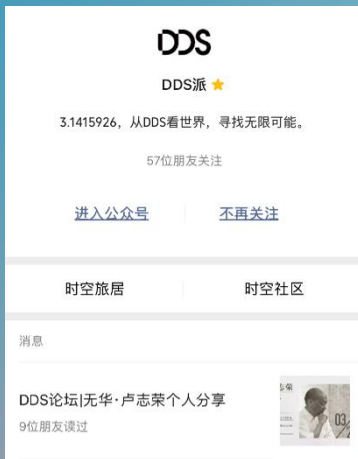 DDS
DDS派
3.1415926，从DDS看世界，寻找无限可能。
57位朋友关注
进入公众号 不再关注
时空旅居 时空社区
消息
DDS论坛|无华·卢志荣个人分享
9位朋友读过
03